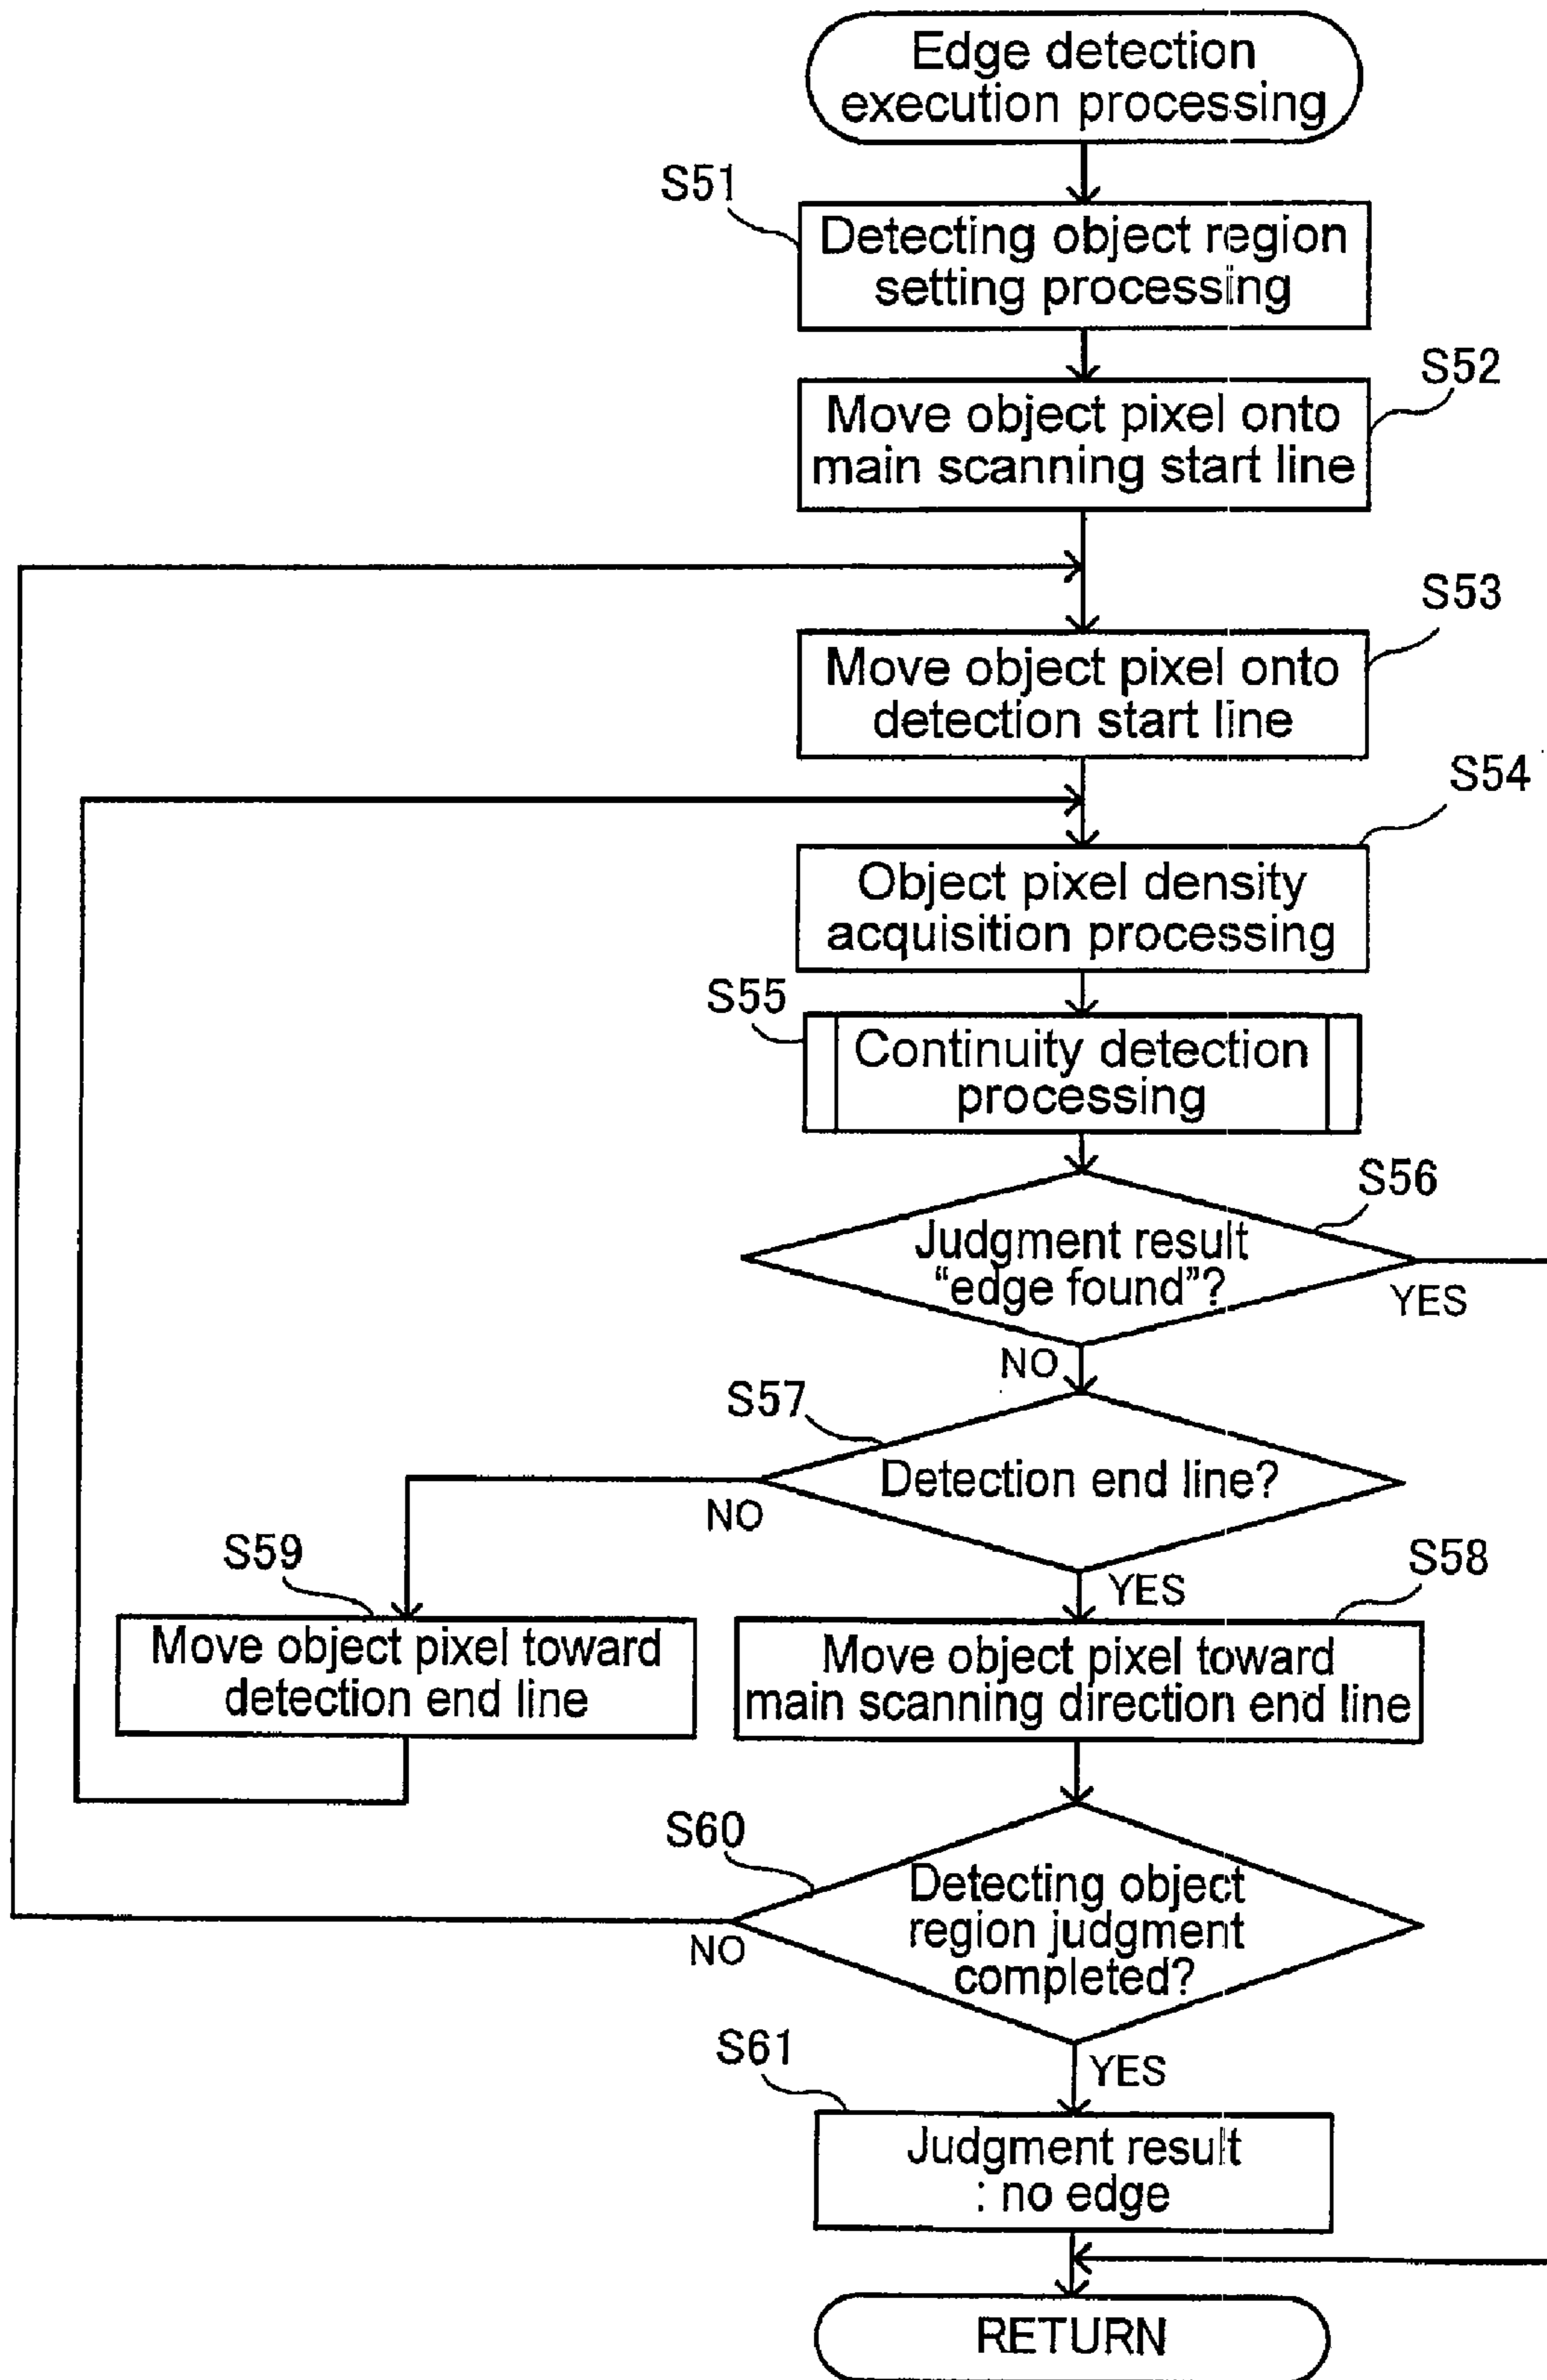 Edge detection
execution processing
S51
Detecting object region
setting processing
S52
Move object pixel onto
main scanning start line
S53
Move object pixel onto
detection start line
S54
Object pixel density
acquisition processing
S55
Continuity detection
processing
S56
Judgment result
“edge found”?
YES
NO
S57
Detection end line?
NO
YES
S59
Move object pixel toward
detection end line
S58
Move object pixel toward
main scanning direction end line
S60
Detecting object
region judgment
completed?
NO
YES
S61
Judgment result
: no edge
RETURN